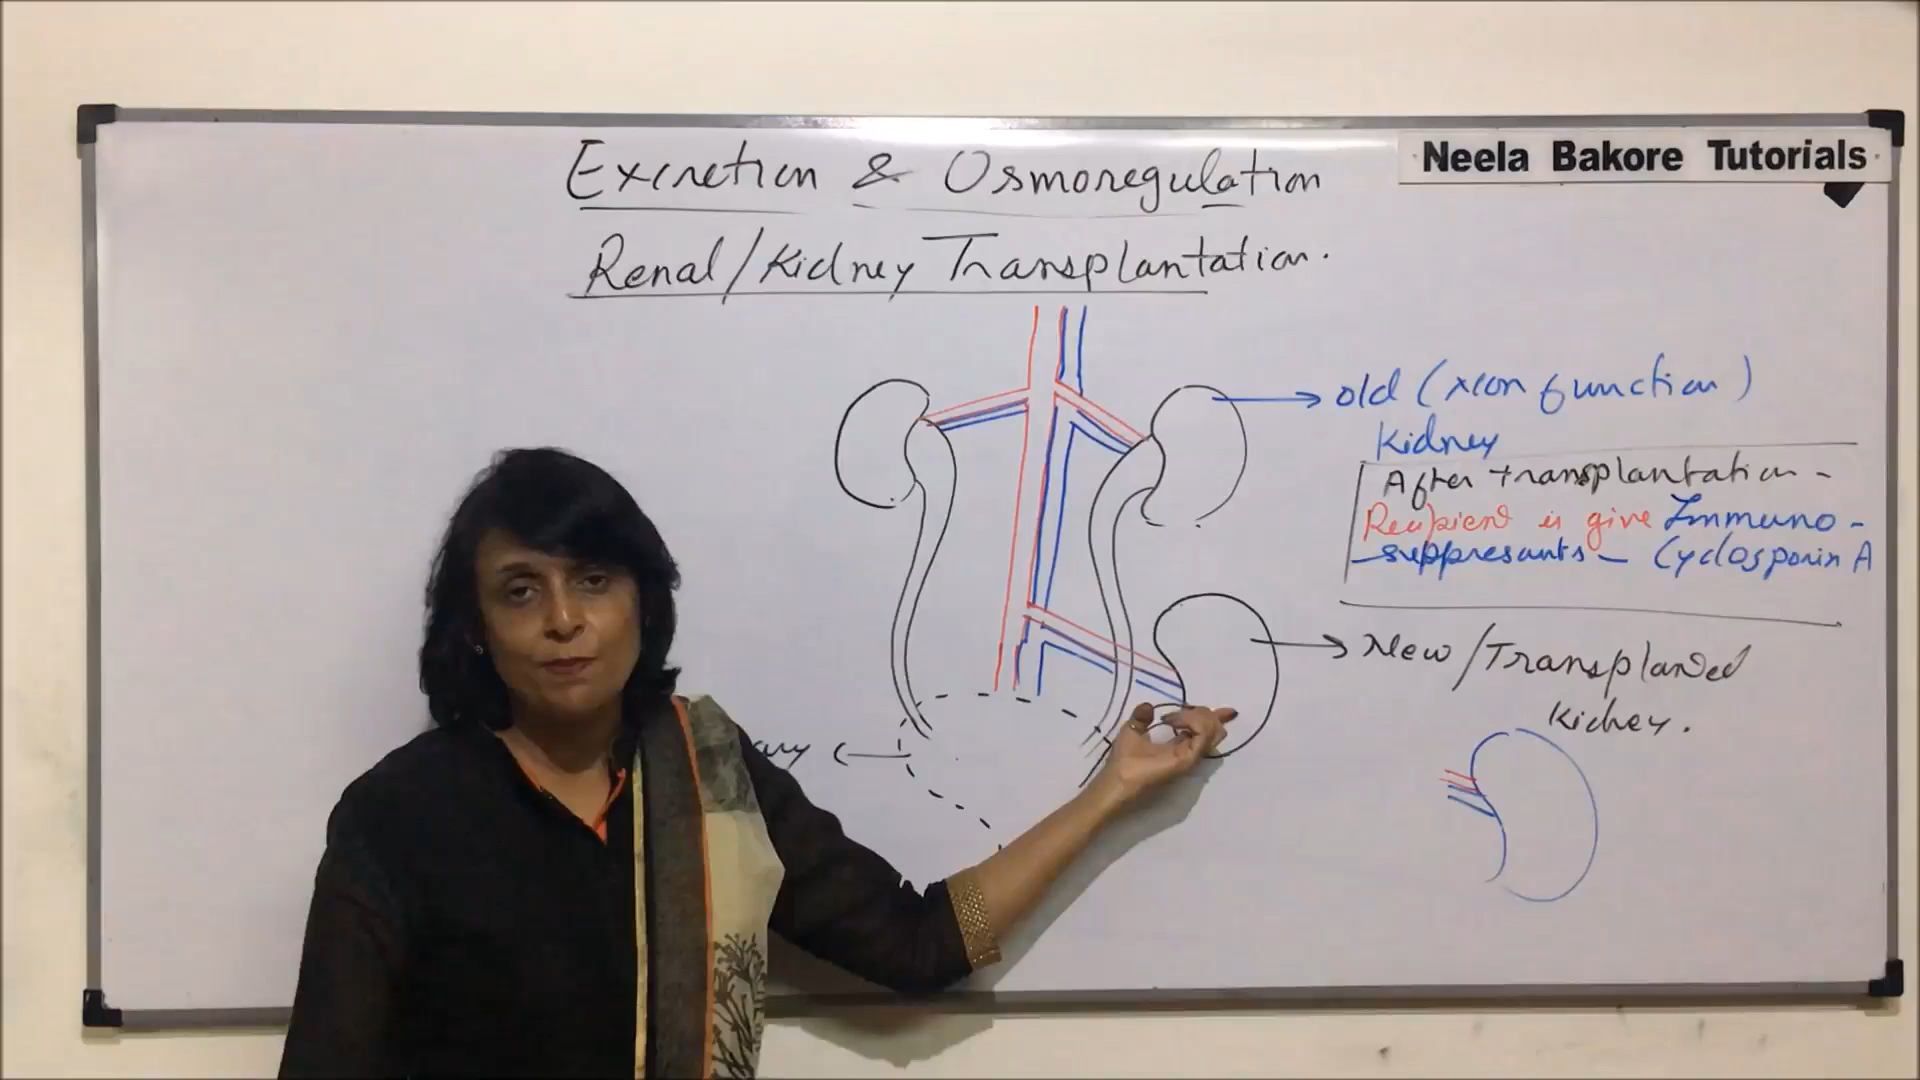 Neela Bakore Tutorials
Excretion & Osmoregulation
Renal/Kidney Transplantation.
old (non function)
Kidney
After transplantation -
Recipient is give Immuno -
suppresants - Cyclosporin A
New/Transplanted
Kidney.